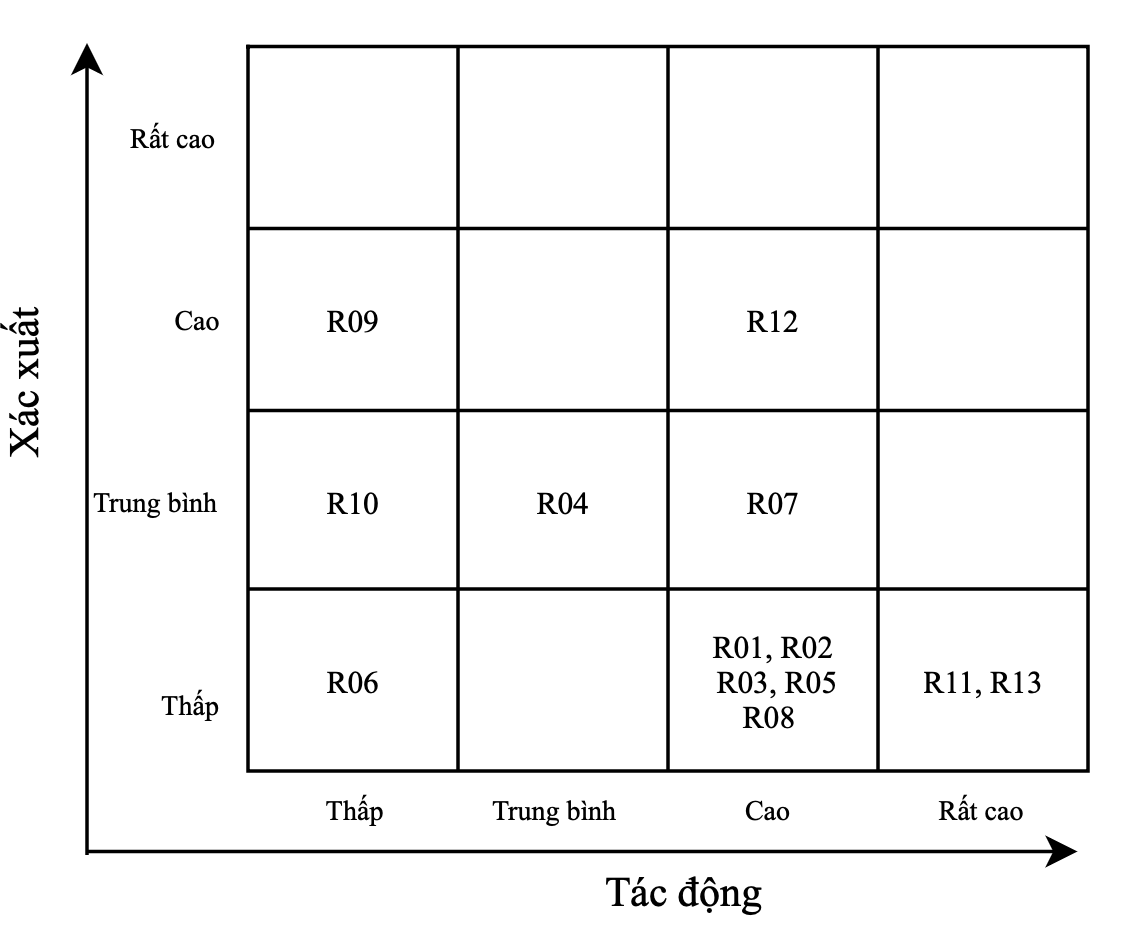 Rất cao
Cao
R09
R12
Xác xuất
Trung bình
R10
R04
R07
Thấp
R06
R01, R02
R03, R05
R08
R11, R13
Thấp
Trung bình
Cao
Rất cao
Tác động